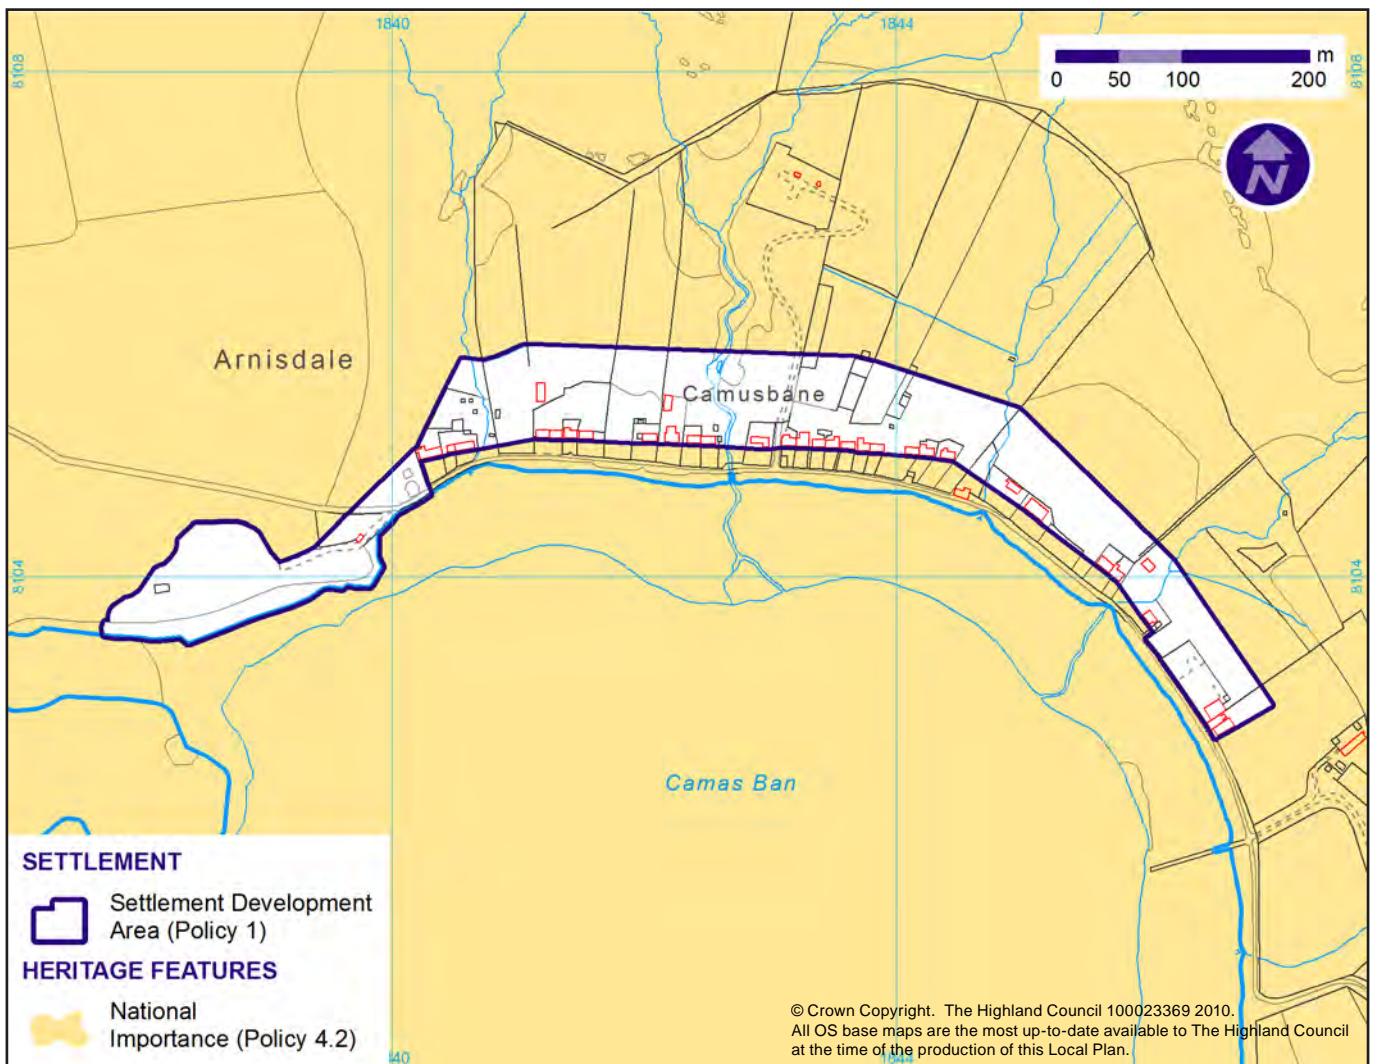 1840
1844
8108
8108
m
0 50 100 200
N
Arnisdale
Camusbane
8104
8104
Camas Ban
SETTLEMENT
Settlement Development
Area (Policy 1)
HERITAGE FEATURES
National
Importance (Policy 4.2)
© Crown Copyright. The Highland Council 100023369 2010.
All OS base maps are the most up-to-date available to The Highland Council
at the time of the production of this Local Plan.
40
1844